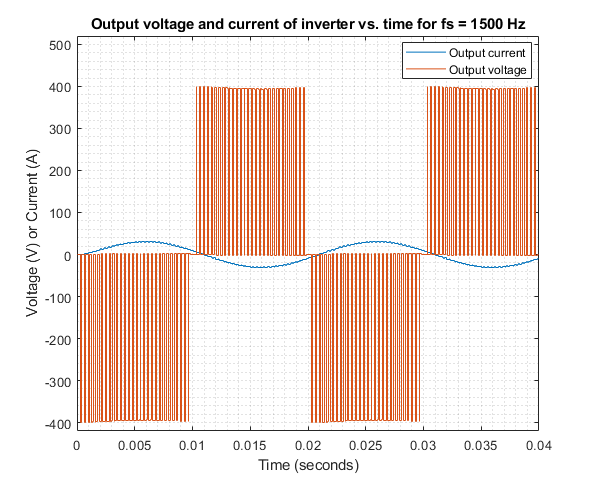 Output voltage and current of inverter vs. time for fs = 1500 Hz
Output current
Output voltage
500
400
300
200
100
0
-100
-200
-300
-400
Voltage (V) or Current (A)
0 0.005 0.01 0.015 0.02 0.025 0.03 0.035 0.04
Time (seconds)